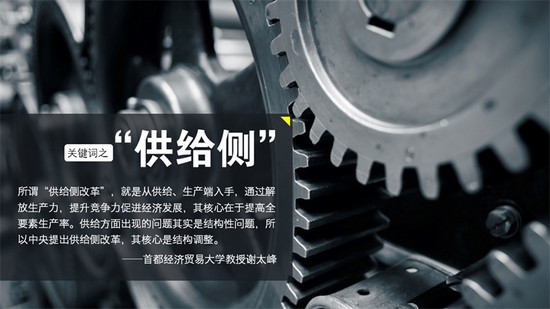 关键词之
“供给侧”
所谓“供给侧改革”，就是从供给、生产端入手，通过解
放生产力，提升竞争力促进经济发展，其核心在于提高全
要素生产率。供给方面出现的问题其实是结构性问题，所
以中央提出供给侧改革，其核心是结构调整。
——首都经济贸易大学教授谢太峰